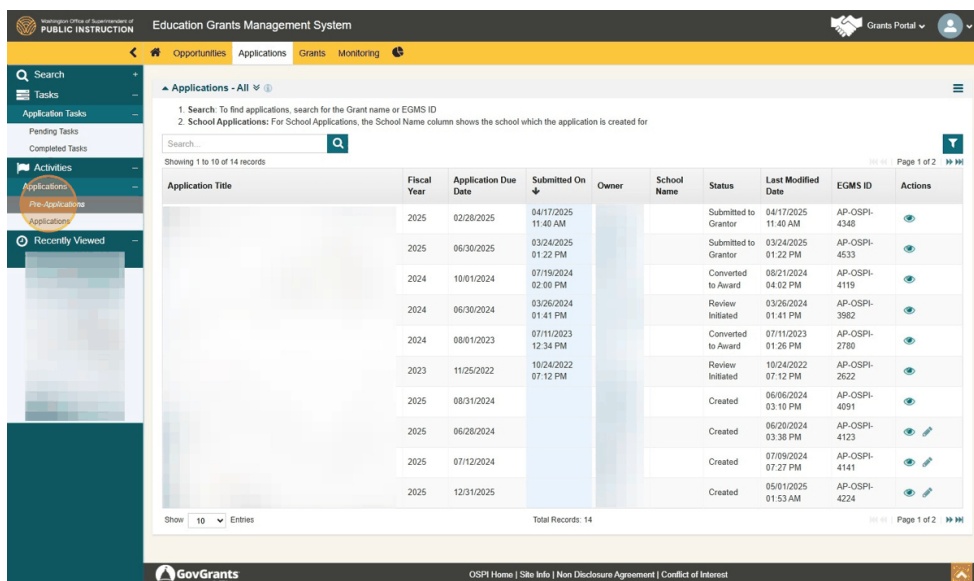 Washington Office of Superintendent of
PUBLIC INSTRUCTION
Education Grants Management System
Grants Portal
Opportunities Applications Grants Monitoring
Search +
Tasks –
Application Tasks –
Pending Tasks
Completed Tasks
Activities –
Applications –
Pre-Applications
Applications
Recently Viewed –
Applications - All
1. Search: To find applications, search for the Grant name or EGMS ID
2. School Applications: For School Applications, the School Name column shows the school which the application is created for
Search...
Showing 1 to 10 of 14 records Page 1 of 2
Application Title Fiscal Year Application Due Date Submitted On Owner School Name Status Last Modified Date EGMS ID Actions
2025 02/28/2025 04/17/2025 11:40 AM Submitted to Grantor 04/17/2025 11:40 AM AP-OSPI-4348
2025 06/30/2025 03/24/2025 01:22 PM Submitted to Grantor 03/24/2025 01:22 PM AP-OSPI-4533
2024 10/01/2024 07/19/2024 02:00 PM Converted to Award 08/21/2024 04:02 PM AP-OSPI-4119
2024 06/30/2024 03/26/2024 01:41 PM Review Initiated 03/26/2024 01:41 PM AP-OSPI-3982
2024 08/01/2023 07/11/2023 12:34 PM Converted to Award 07/11/2023 01:26 PM AP-OSPI-2780
2023 11/25/2022 10/24/2022 07:12 PM Review Initiated 10/24/2022 07:12 PM AP-OSPI-2622
2025 08/31/2024 Created 06/06/2024 03:10 PM AP-OSPI-4091
2025 06/28/2024 Created 06/20/2024 03:38 PM AP-OSPI-4123
2025 07/12/2024 Created 07/09/2024 07:27 PM AP-OSPI-4141
2025 12/31/2025 Created 05/01/2025 01:53 AM AP-OSPI-4224
Show 10 Entries Total Records: 14 Page 1 of 2
GovGrants
OSPI Home | Site Info | Non Disclosure Agreement | Conflict of Interest